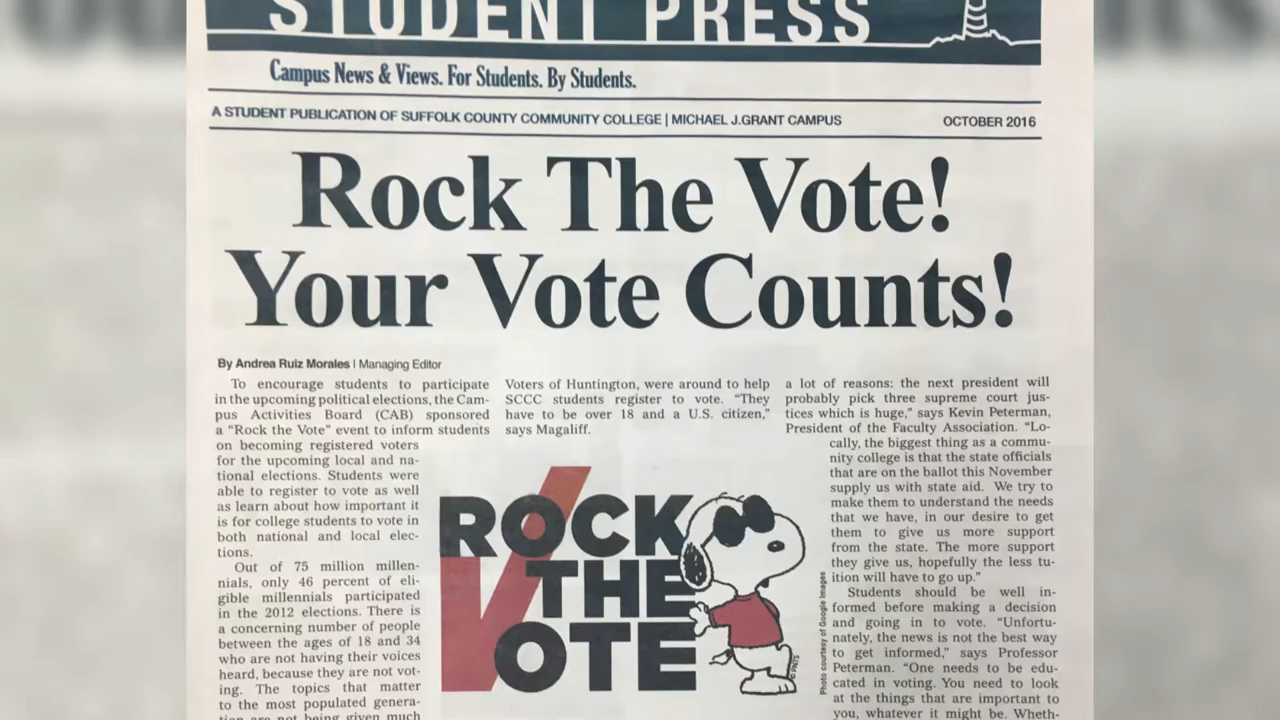 STUDENT PRESS
Campus News & Views. For Students. By Students.
A STUDENT PUBLICATION OF SUFFOLK COUNTY COMMUNITY COLLEGE | MICHAEL J.GRANT CAMPUS OCTOBER 2016
Rock The Vote!
Your Vote Counts!
By Andrea Ruiz Morales | Managing Editor
To encourage students to participate
in the upcoming political elections, the Cam-
pus Activities Board (CAB) sponsored
a “Rock the Vote” event to inform students
on becoming registered voters
for the upcoming local and na-
tional elections. Students were
able to register to vote as well
as learn about how important it
is for college students to vote in
both national and local elec-
tions.
Out of 75 million millen-
nials, only 46 percent of eli-
gible millennials participated
in the 2012 elections. There is
a concerning number of people
between the ages of 18 and 34
who are not having their voices
heard, because they are not vot-
ing. The topics that matter
to the most populated genera-
tion are not being given much
Voters of Huntington, were around to help
SCCC students register to vote. “They
have to be over 18 and a U.S. citizen,”
says Magaliff.
ROCK
THE
VOTE
© PNTS
Photo courtesy of Google Images
a lot of reasons: the next president will
probably pick three supreme court jus-
tices which is huge,” says Kevin Peterman,
President of the Faculty Association. “Lo-
cally, the biggest thing as a commu-
nity college is that the state officials
that are on the ballot this November
supply us with state aid. We try to
make them to understand the needs
that we have, in our desire to get
them to give us more support
from the state. The more support
they give us, hopefully the less tu-
ition will have to go up.”
Students should be well in-
formed before making a decision
and going in to vote. “Unfortu-
nately, the news is not the best way
to get informed,” says Professor
Peterman. “One needs to be edu-
cated in voting. You need to look
at the things that are important to
you, whatever it might be. Wheth-